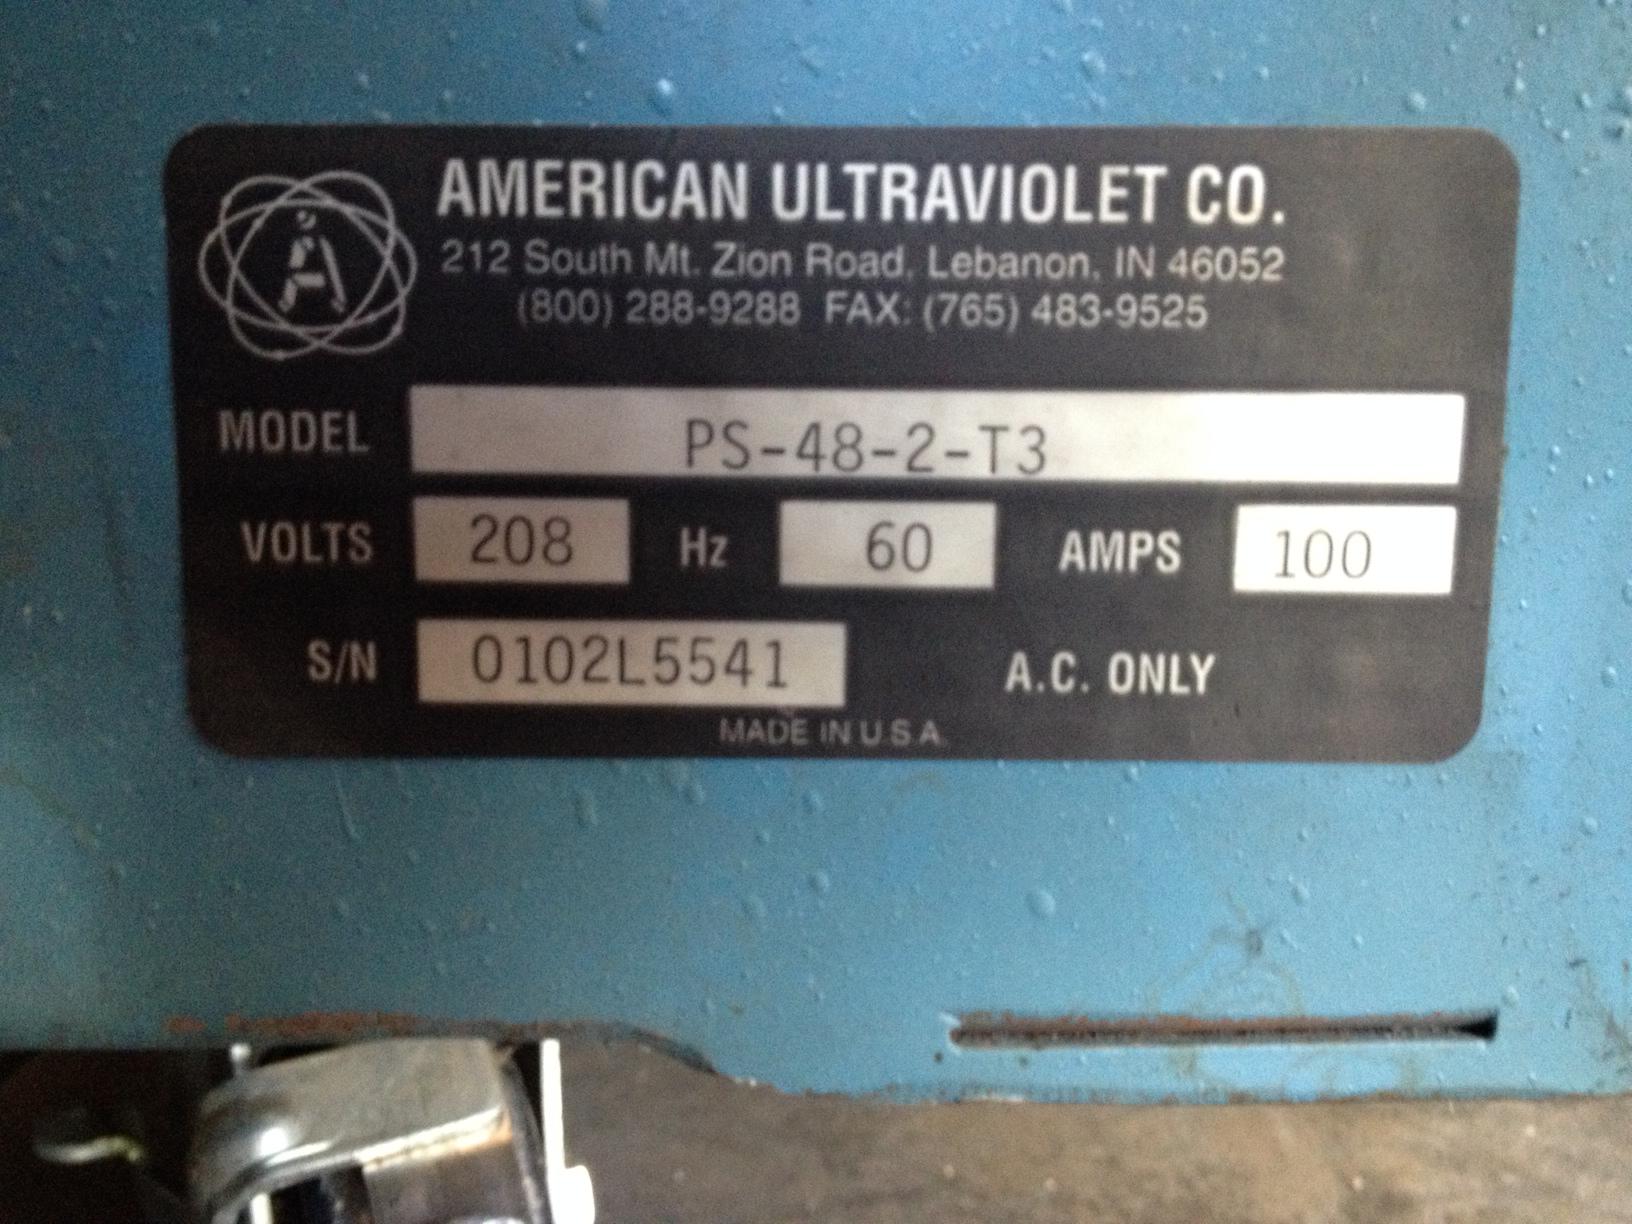 AMERICAN ULTRAVIOLET CO.
212 South Mt. Zion Road, Lebanon, IN 46052
(800) 288-9288 FAX: (765) 483-9525
MODEL PS-48-2-T3
VOLTS 208 Hz 60 AMPS 100
S/N 0102L5541 A.C. ONLY
MADE IN U.S.A.